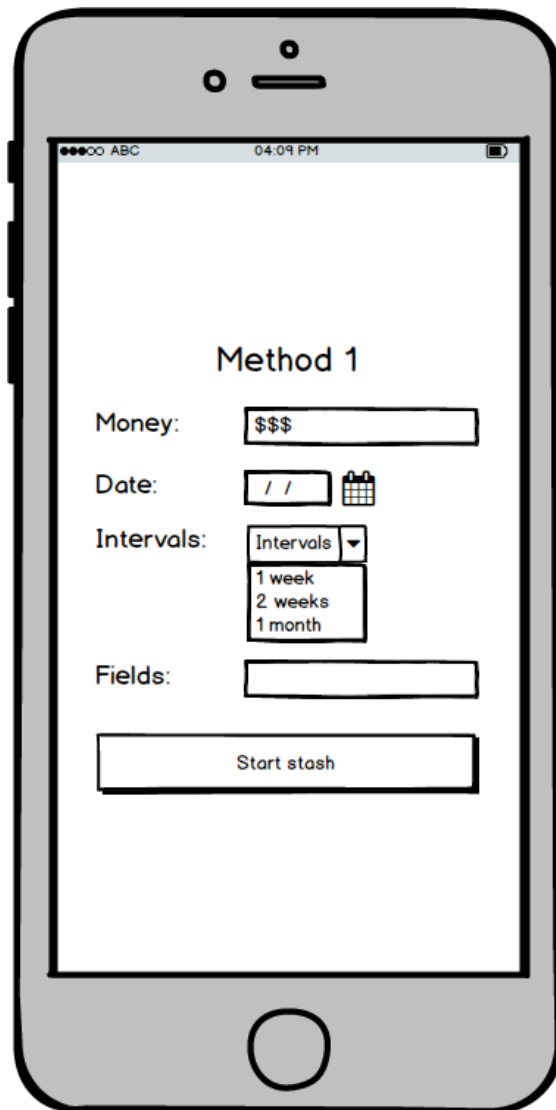 ABC 04:09 PM
Method 1
Money: $$$
Date: / /
Intervals: Intervals
1 week
2 weeks
1 month
Fields:
Start stash